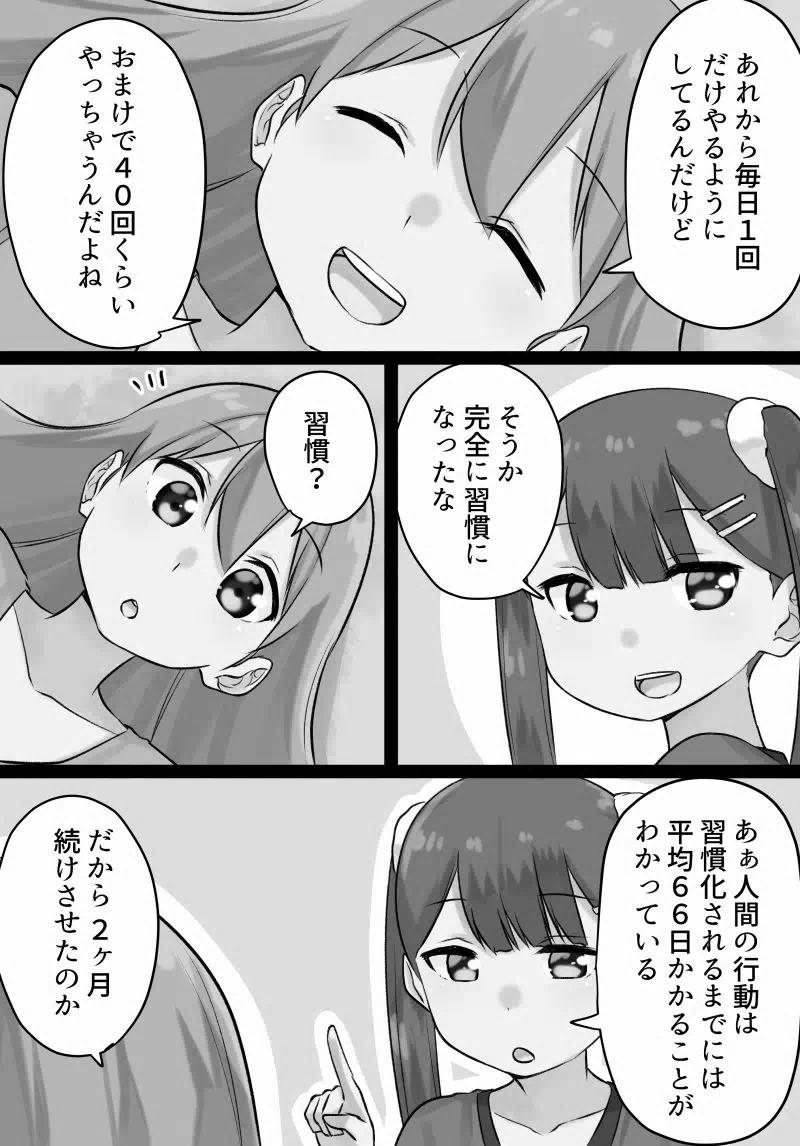 あれから毎日1回
だけやるように
してるんだけど
おまけで40回くらい
やっちゃうんだよね
そうか
完全に習慣に
なったな
習慣？
あぁ人間の行動は
習慣化されるまでには
平均66日かかることが
わかっている
だから2ヶ月
続けさせたのか